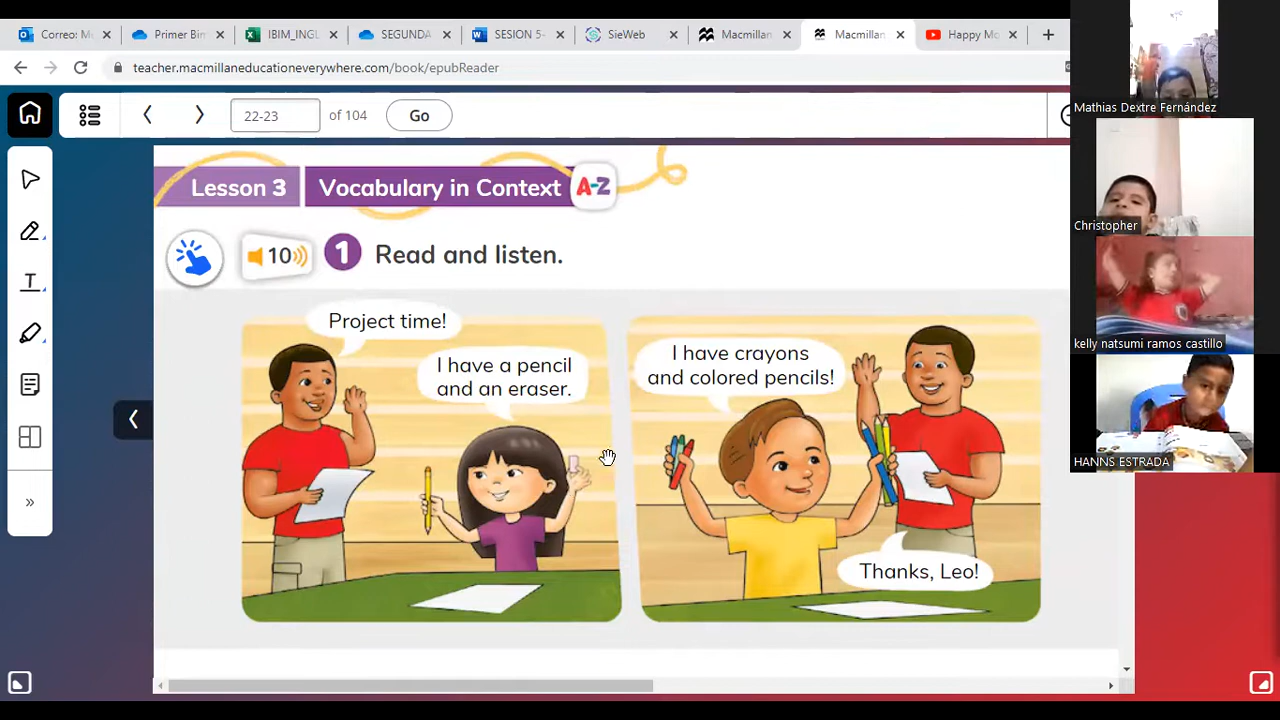 Correo: M
Primer Bim
IBIM_INGL
SEGUNDA
SESION 5-
SieWeb
Macmillan
Macmillan
Happy Mo
teacher.macmillaneducationeverywhere.com/book/epubReader
22-23
of 104
Go
Lesson 3
Vocabulary in Context
A-Z
10
1
Read and listen.
Project time!
I have a pencil
and an eraser.
I have crayons
and colored pencils!
Thanks, Leo!
Mathias Dextre Fernández
Christopher
kelly natsumi ramos castillo
HANNS ESTRADA